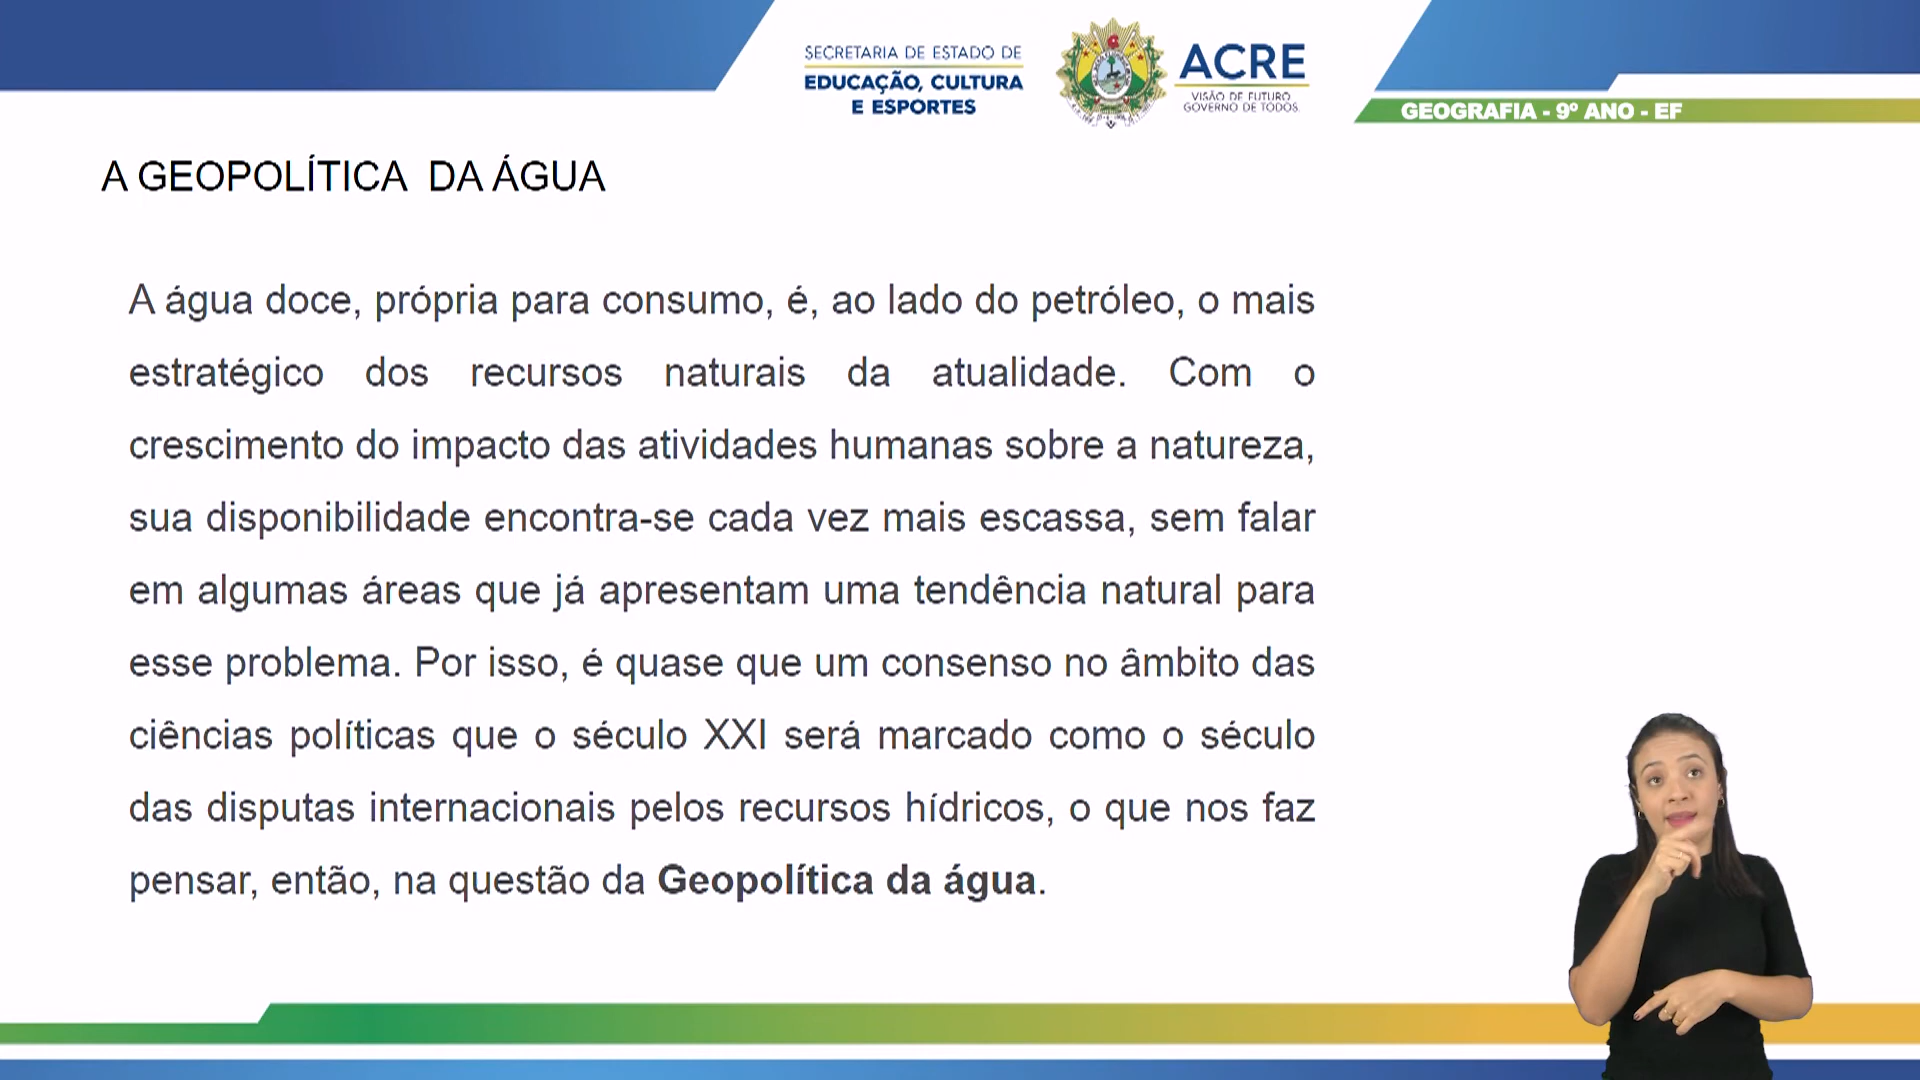 SECRETARIA DE ESTADO DE
EDUCAÇÃO, CULTURA
E ESPORTES
ACRE
VISÃO DE FUTURO
GOVERNO DE TODOS
GEOGRAFIA - 9º ANO - EF
A GEOPOLÍTICA DA ÁGUA
A água doce, própria para consumo, é, ao lado do petróleo, o mais
estratégico dos recursos naturais da atualidade. Com o
crescimento do impacto das atividades humanas sobre a natureza,
sua disponibilidade encontra-se cada vez mais escassa, sem falar
em algumas áreas que já apresentam uma tendência natural para
esse problema. Por isso, é quase que um consenso no âmbito das
ciências políticas que o século XXI será marcado como o século
das disputas internacionais pelos recursos hídricos, o que nos faz
pensar, então, na questão da Geopolítica da água.